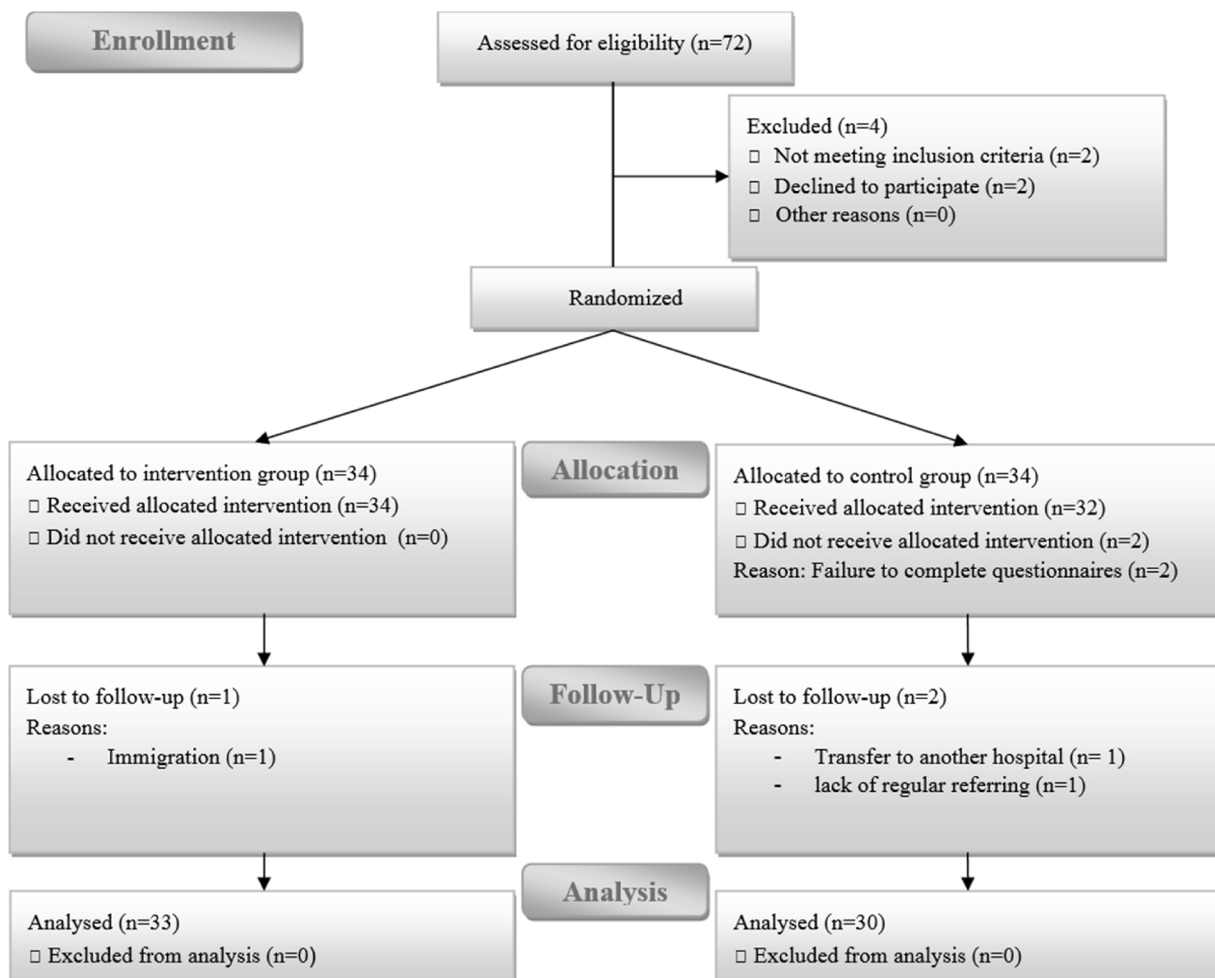 Enrollment
Assessed for eligibility (n=72)
Excluded (n=4)
□ Not meeting inclusion criteria (n=2)
□ Declined to participate (n=2)
□ Other reasons (n=0)
Randomized
Allocation
Allocated to intervention group (n=34)
□ Received allocated intervention (n=34)
□ Did not receive allocated intervention (n=0)
Allocated to control group (n=34)
□ Received allocated intervention (n=32)
□ Did not receive allocated intervention (n=2)
Reason: Failure to complete questionnaires (n=2)
Follow-Up
Lost to follow-up (n=1)
Reasons:
- Immigration (n=1)
Lost to follow-up (n=2)
Reasons:
- Transfer to another hospital (n= 1)
- lack of regular referring (n=1)
Analysis
Analysed (n=33)
□ Excluded from analysis (n=0)
Analysed (n=30)
□ Excluded from analysis (n=0)